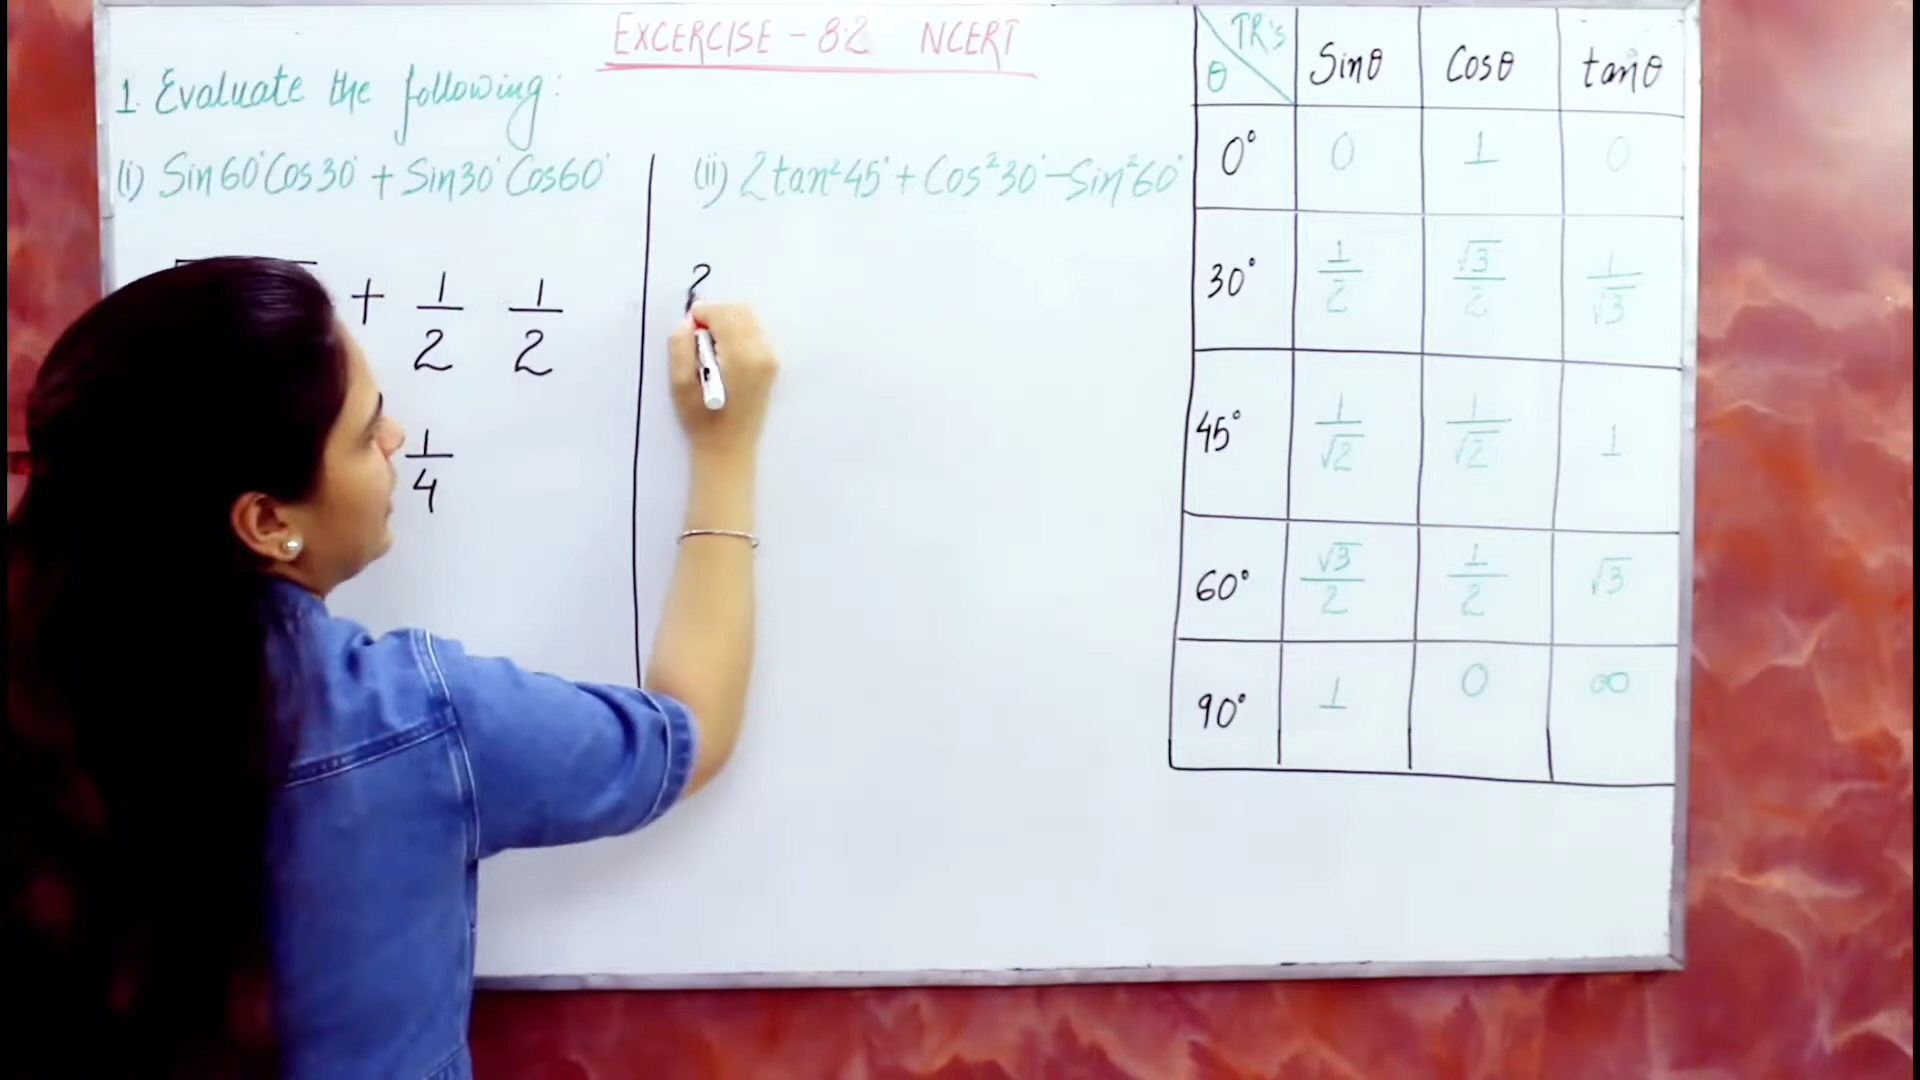 EXCERCISE - 8.2 NCERT
1. Evaluate the following:
(i) Sin60°Cos30° + Sin30°Cos60°
(ii) 2tan²45° + Cos²30° - Sin²60°
+ 1/2 1/2
1/4
2
θ TR's Sinθ Cosθ tanθ
0° 0 1 0
30° 1/2 √3/2 1/√3
45° 1/√2 1/√2 1
60° √3/2 1/2 √3
90° 1 0 ∞